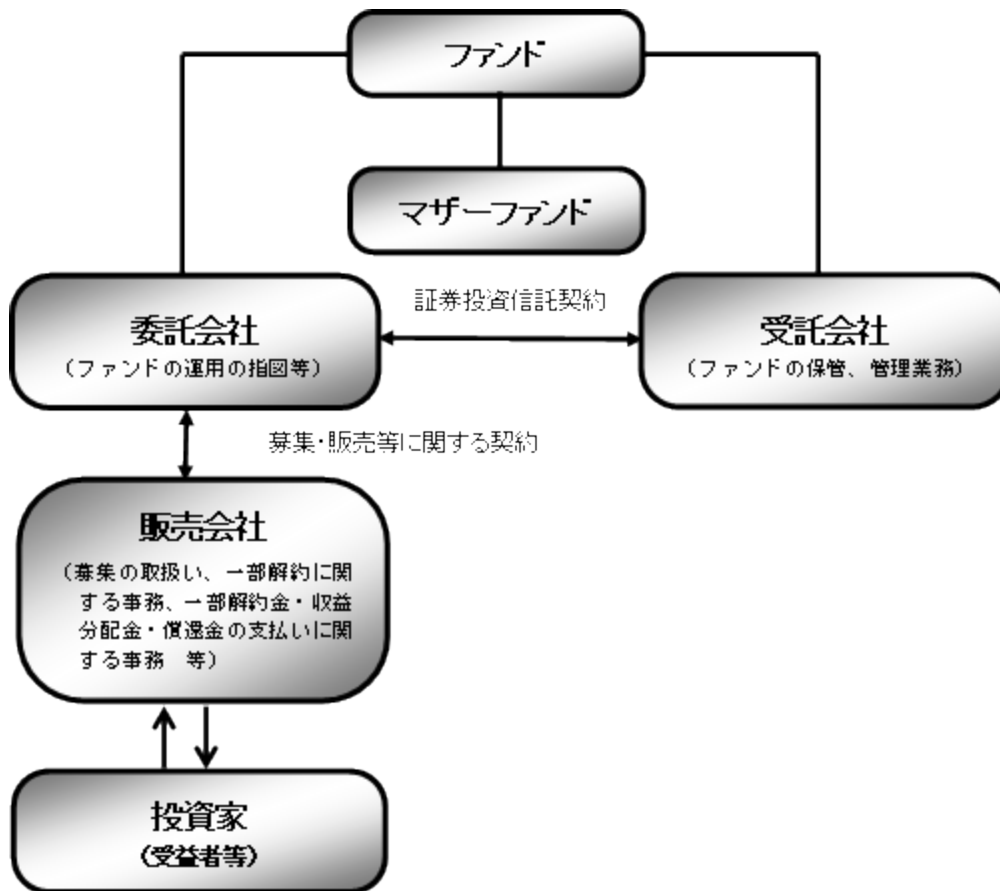 ファンド
マザーファンド
証券投資信託契約
委託会社
（ファンドの運用の指図等）
受託会社
（ファンドの保管、管理業務）
募集・販売等に関する契約
販売会社
（募集の取扱い、一部解約に関
する事務、一部解約金・収益
分配金・償還金の支払いに関
する事務　等）
投資家
（受益者等）